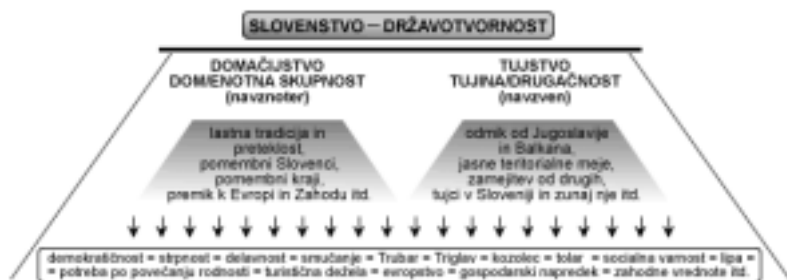 SLOVENSTVO – DRŽAVOTVORNOST
DOMAČIJSTVO
DOM/ENOTNA SKUPNOST
(navznoter)
lastna tradicija in
preteklost,
pomembni Slovenci,
pomembni kraji,
premik k Evropi in Zahodu itd.
TUJSTVO
TUJINA/DRUGAČNOST
(navzven)
odmik od Jugoslavije
in Balkana,
jasne teritorialne meje,
zamejitev od drugih,
tujci v Sloveniji in zunaj nje itd.
demokratičnost = strpnost = delavnost = smučanje = Trubar = Triglav = kozolec = tolar = socialna varnost = lipa =
= potreba po povečanja rodnosti = turistična dežela = evropstvo = gospodarski napredek = zahodne vrednote itd.